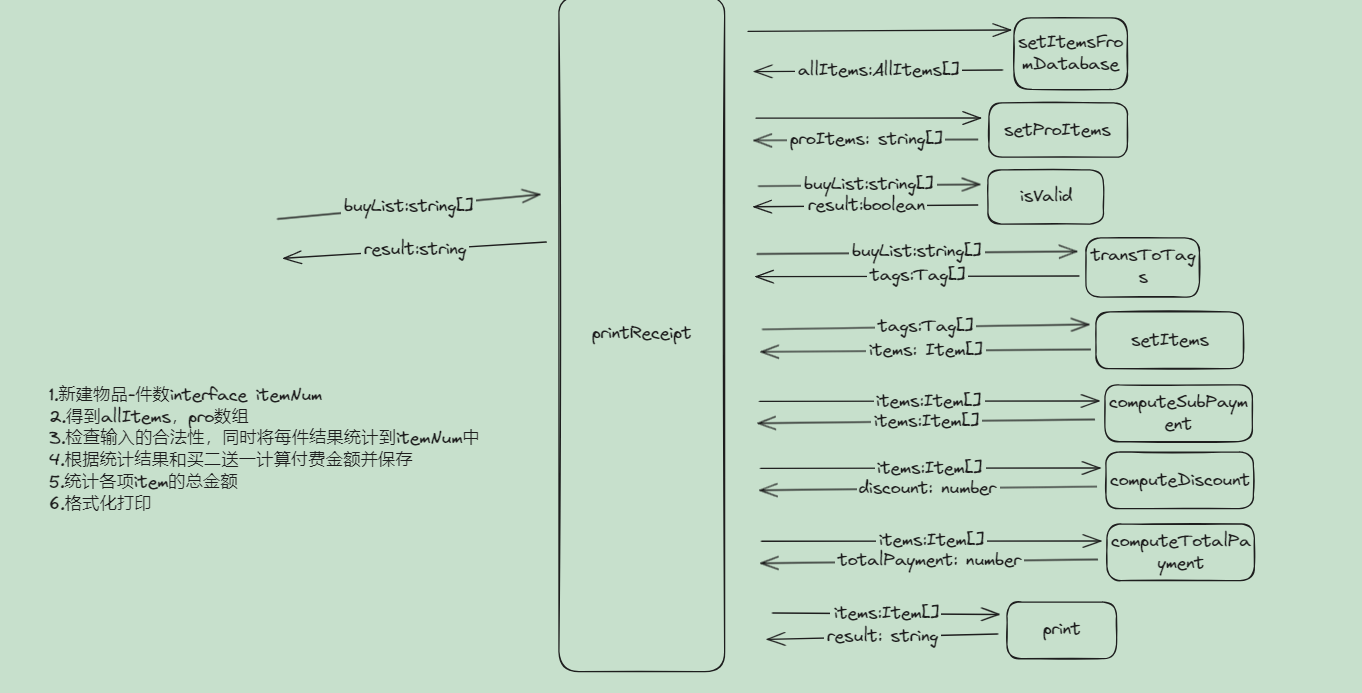 setItemsFro
mDatabase
allItems:AllItems[]
setProItems
proItems: string[]
buyList:string[]
result:boolean
isValid
buyList:string[]
result:string
buyList:string[]
tags:Tag[]
transToTag
s
tags:Tag[]
items: Item[]
setItems
printReceipt
1.新建物品-件数interface itemNum
2.得到allItems，pro数组
3.检查输入的合法性，同时将每件结果统计到itemNum中
4.根据统计结果和买二送一计算付费金额并保存
5.统计各项item的总金额
6.格式化打印
items:Item[]
items:Item[]
computeSubPaym
ent
items:Item[]
discount: number
computeDiscount
items:Item[]
totalPayment: number
computeTotalPa
yment
items:Item[]
result: string
print